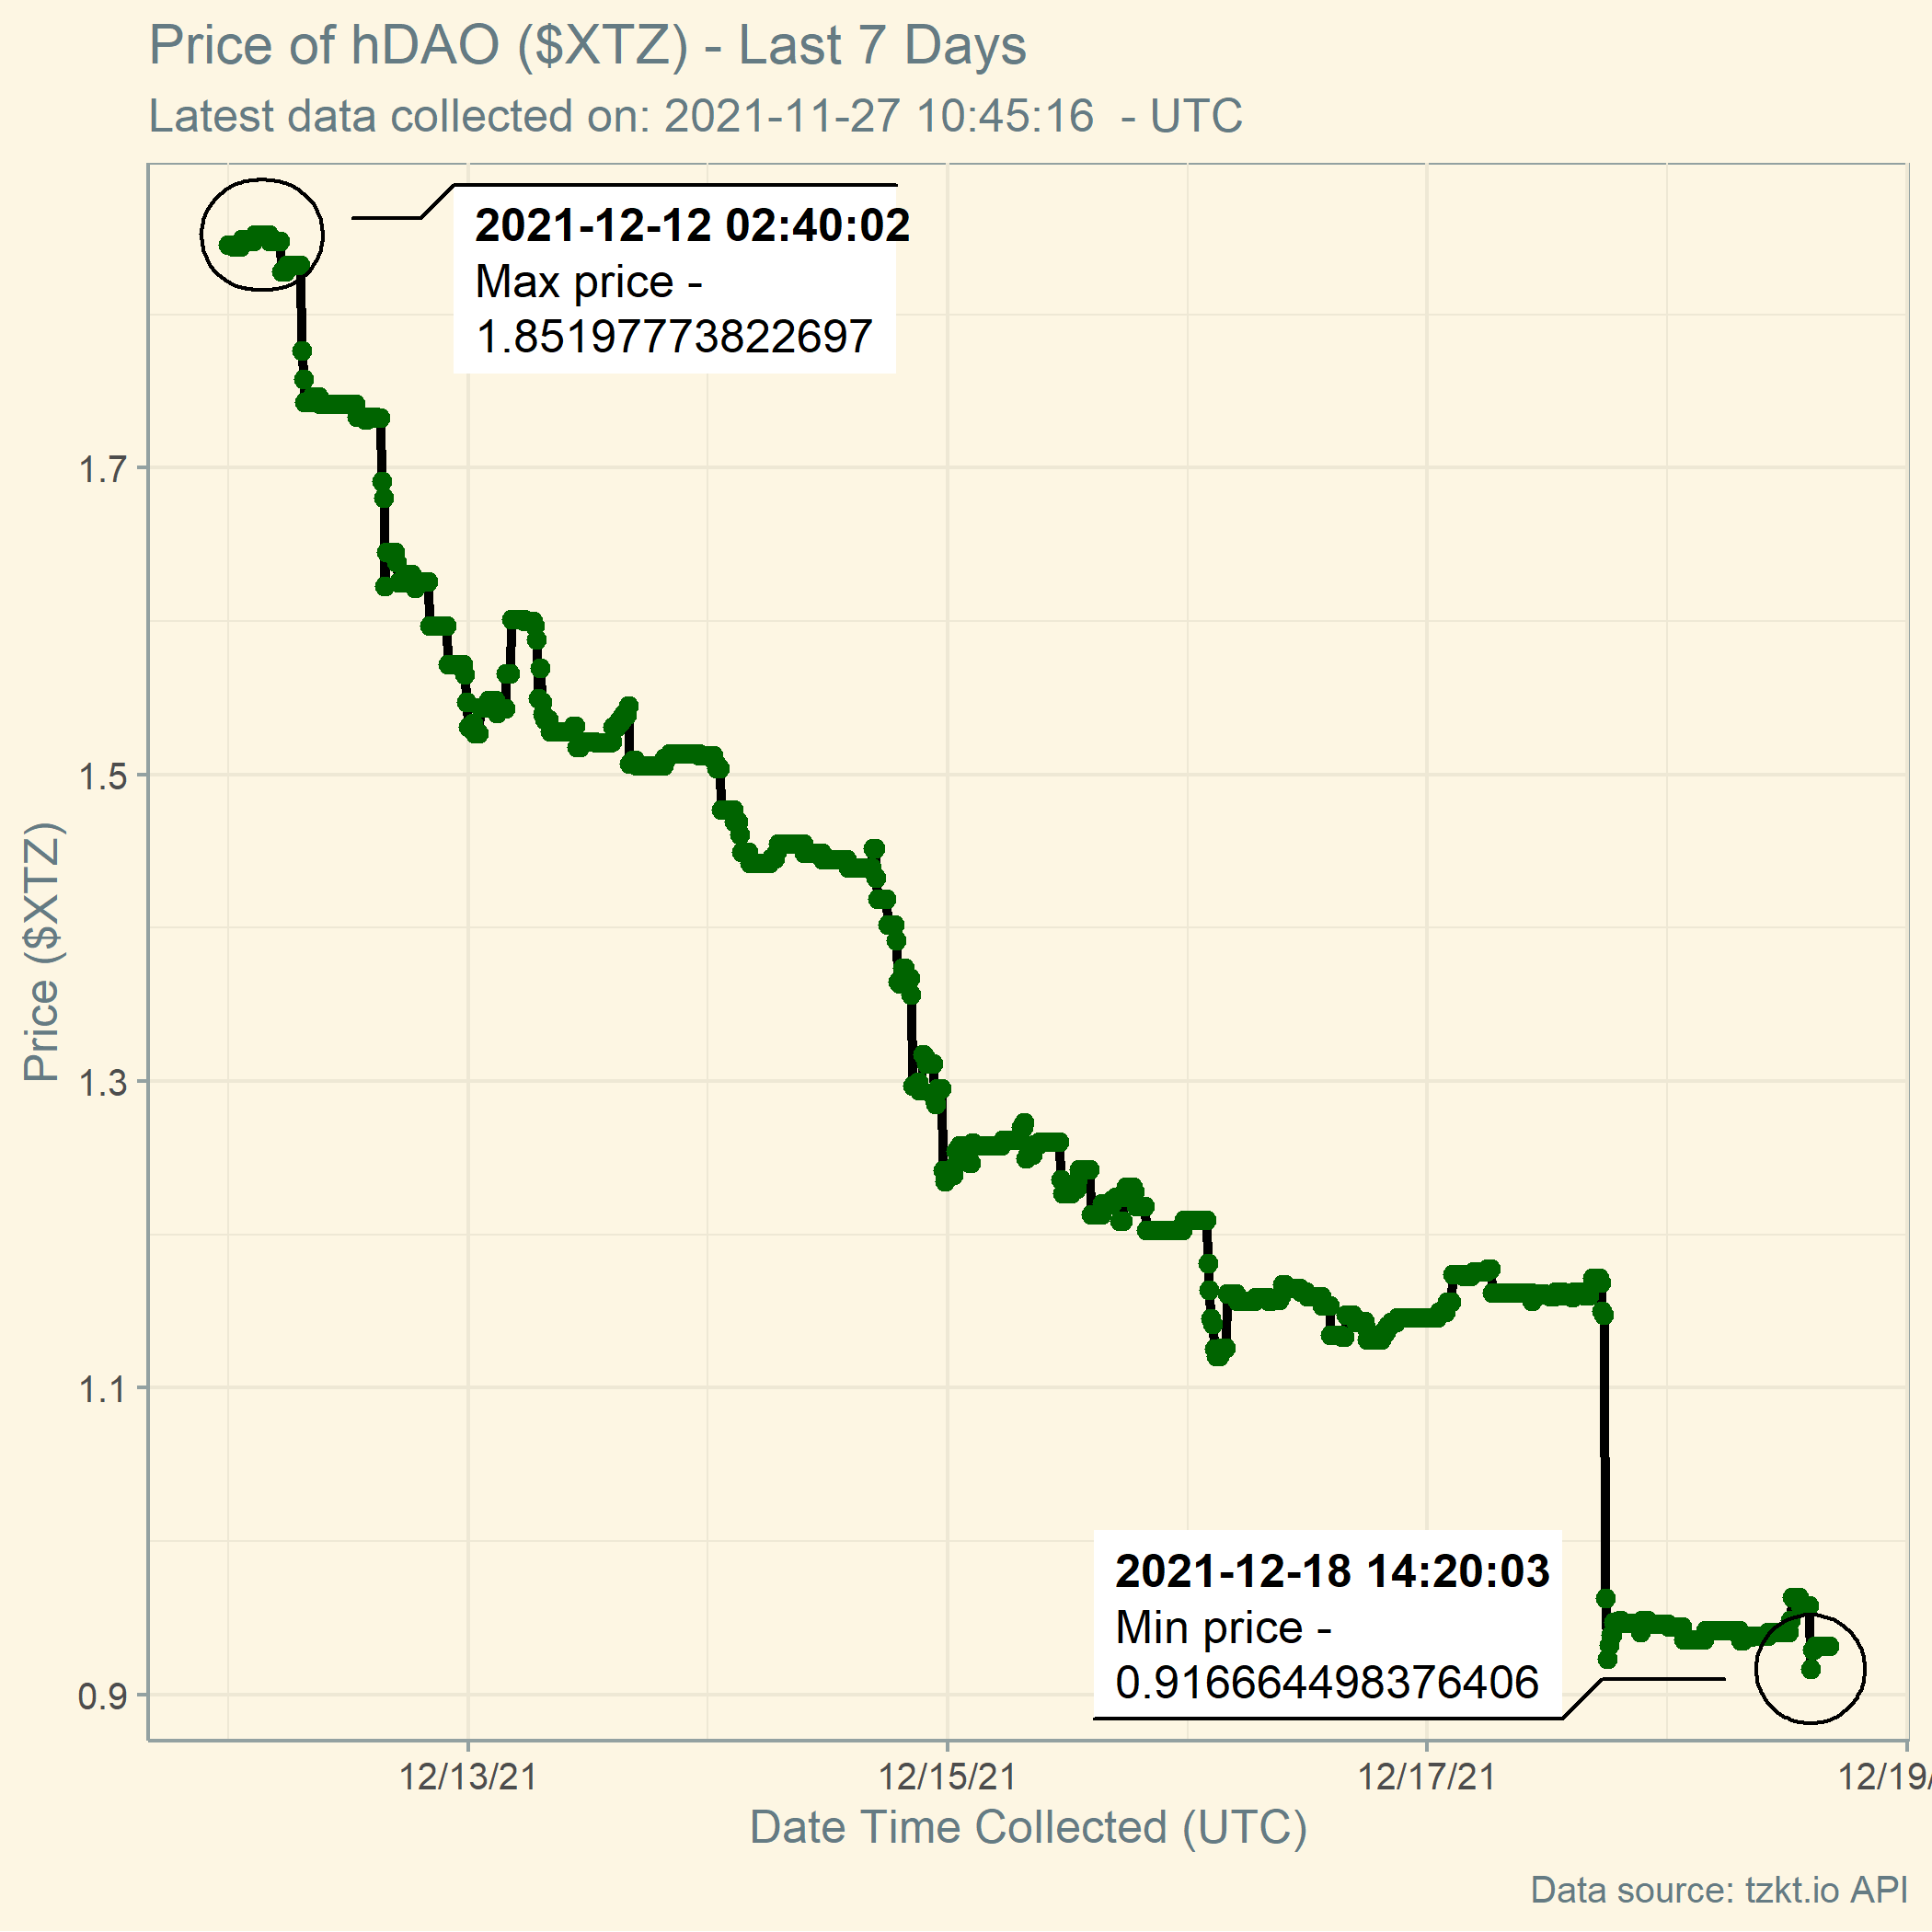 Price of hDAO ($XTZ) - Last 7 Days
Latest data collected on: 2021-11-27 10:45:16  - UTC
2021-12-12 02:40:02
Max price -
1.85197773822697
1.7
1.5
1.3
1.1
0.9
Price ($XTZ)
2021-12-18 14:20:03
Min price -
0.916664498376406
12/13/21
12/15/21
12/17/21
12/19/
Date Time Collected (UTC)
Data source: tzkt.io API